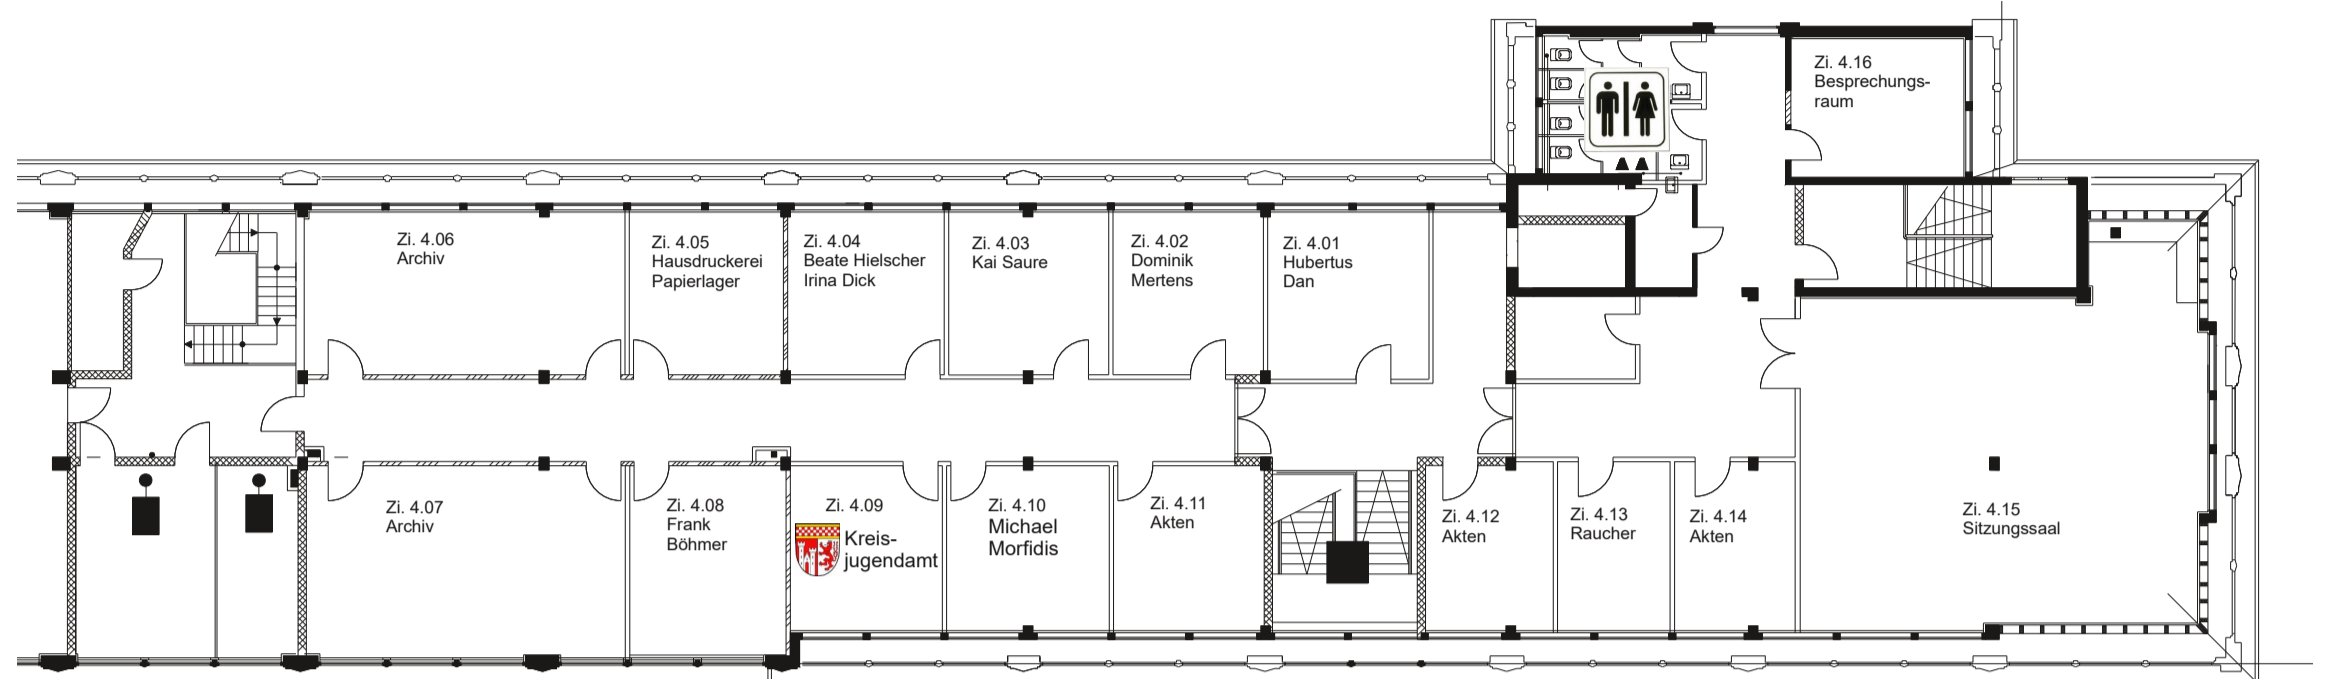 Zi. 4.16
Besprechungs-
raum
Zi. 4.06
Archiv
Zi. 4.05
Hausdruckerei
Papierlager
Zi. 4.04
Beate Hielscher
Irina Dick
Zi. 4.03
Kai Saure
Zi. 4.02
Dominik
Mertens
Zi. 4.01
Hubertus
Dan
Zi. 4.07
Archiv
Zi. 4.08
Frank
Böhmer
Zi. 4.09
Kreis-
jugendamt
Zi. 4.10
Michael
Morfidis
Zi. 4.11
Akten
Zi. 4.12
Akten
Zi. 4.13
Raucher
Zi. 4.14
Akten
Zi. 4.15
Sitzungssaal